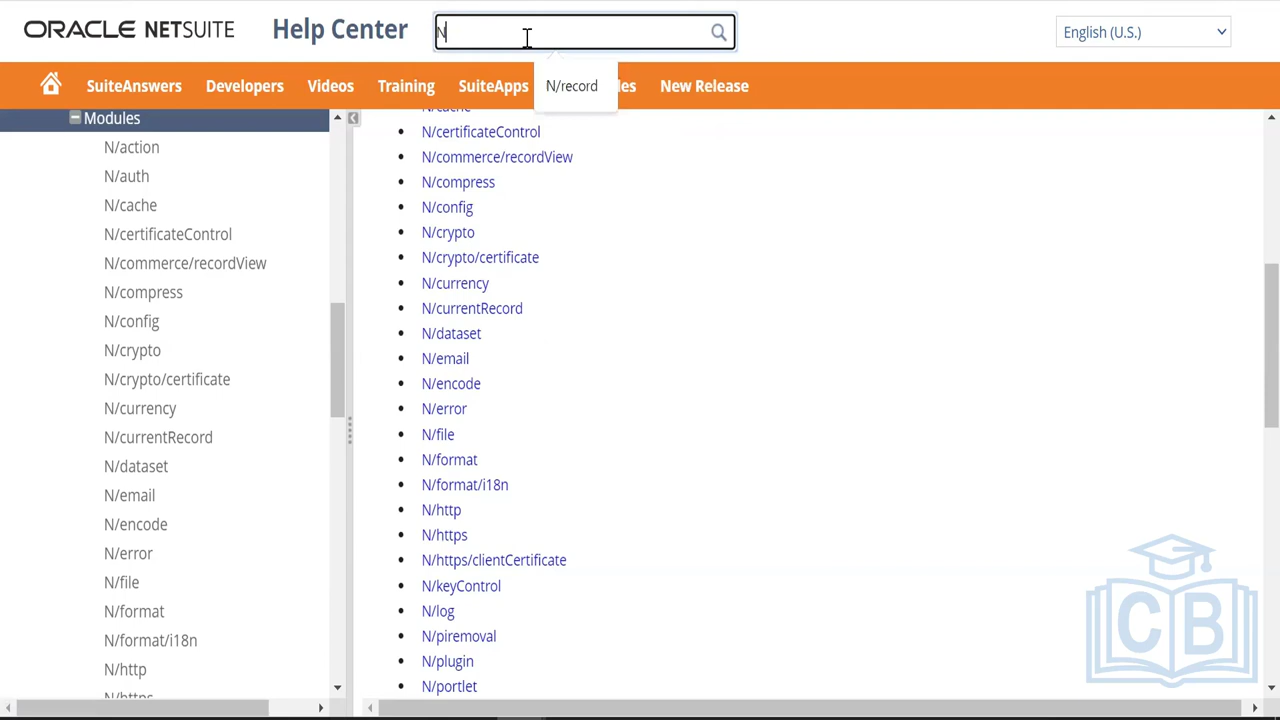 ORACLE NETSUITE Help Center N English (U.S.)
SuiteAnswers Developers Videos Training SuiteApps N/record les New Release
Modules
N/action
N/auth
N/cache
N/certificateControl
N/commerce/recordView
N/compress
N/config
N/crypto
N/crypto/certificate
N/currency
N/currentRecord
N/dataset
N/email
N/encode
N/error
N/file
N/format
N/format/i18n
N/http
N/https
N/cache
• N/certificateControl
• N/commerce/recordView
• N/compress
• N/config
• N/crypto
• N/crypto/certificate
• N/currency
• N/currentRecord
• N/dataset
• N/email
• N/encode
• N/error
• N/file
• N/format
• N/format/i18n
• N/http
• N/https
• N/https/clientCertificate
• N/keyControl
• N/log
• N/piremoval
• N/plugin
• N/portlet
CB